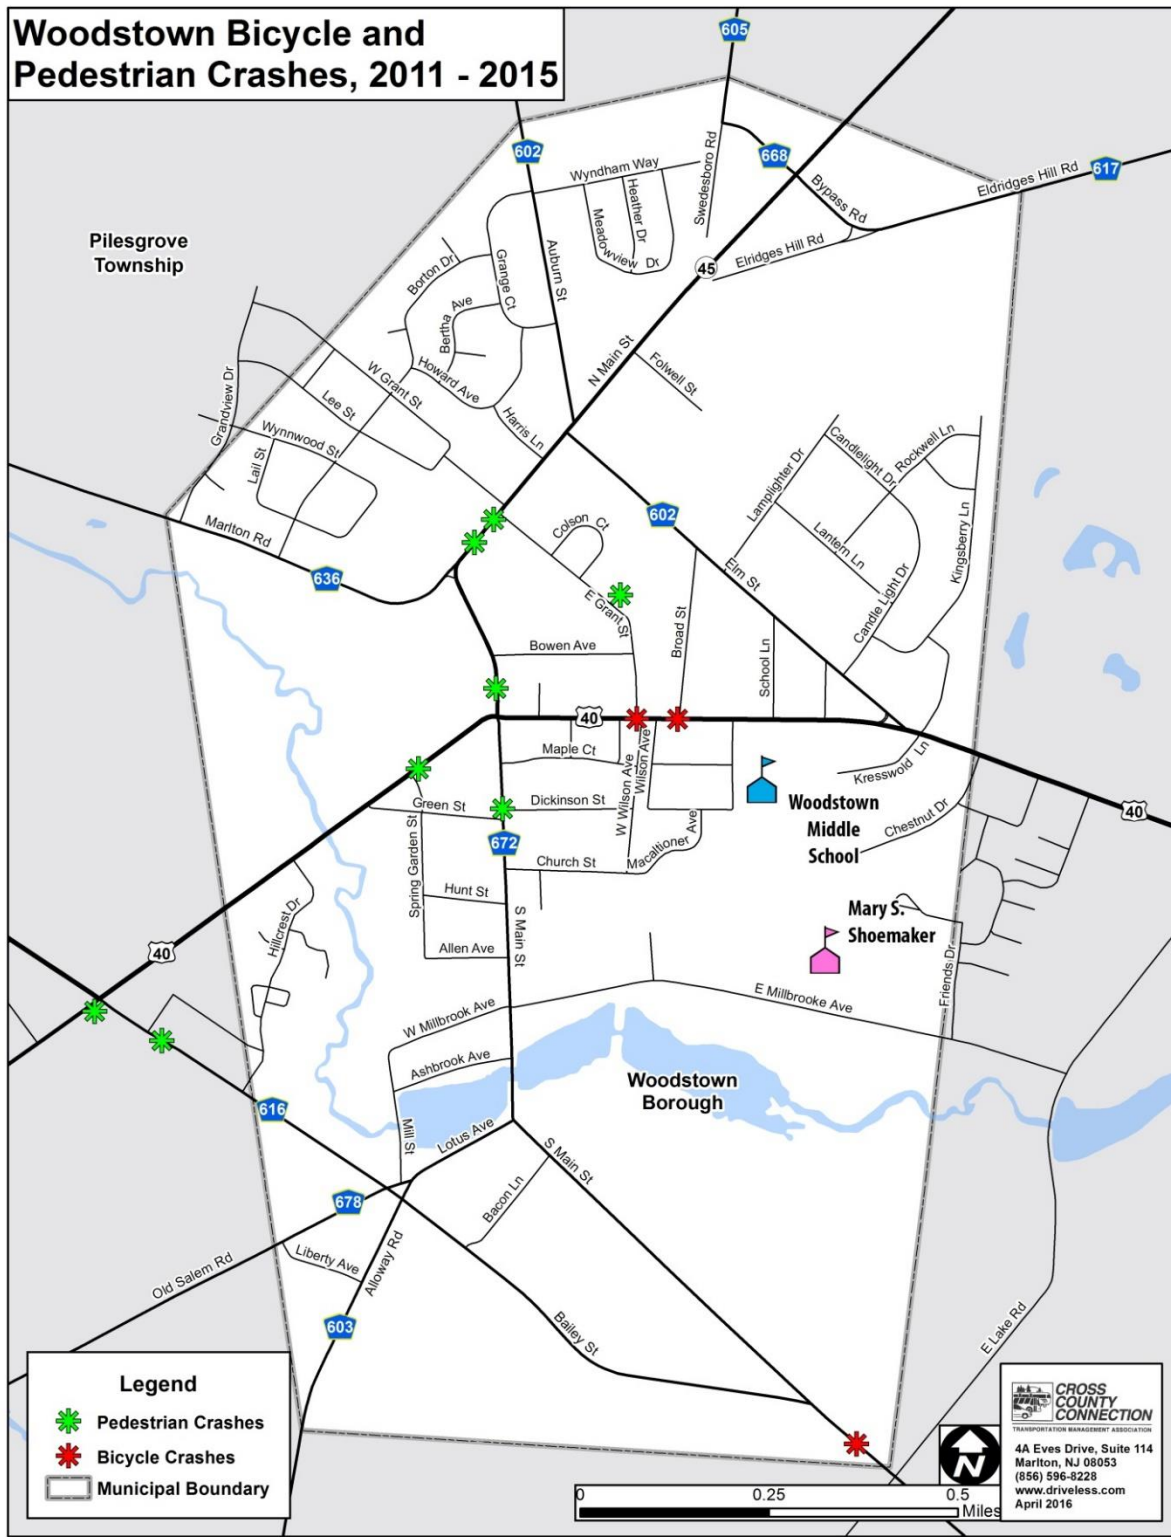 Woodstown Bicycle and
Pedestrian Crashes, 2011 - 2015
605
602
668
617
Eldridges Hill Rd
Wyndham Way
Swedesboro Rd
Bypass Rd
Heather Dr
Meadowview Dr
Pilesgrove
Township
Elridges Hill Rd
45
Auburn St
Grange Ct
Borton Dr
Bertha Ave
N Main St
Folwell St
Howard Ave
W Grant St
Grandview Dr
Lee St
Harris Ln
Wynnwood St
Lail St
Candlelight Dr
Rockwell Ln
Lamplighter Dr
602
Colson Ct
Lantern Ln
Kingsberry Ln
Marlton Rd
636
Elm St
E Grant St
Candle Light Dr
Broad St
School Ln
Bowen Ave
40
Maple Ct
W Wilson Ave
Wilson Ave
Kresswold Ln
Woodstown
Middle
School
40
Green St
Dickinson St
Chestnut Dr
672
Macaltioner Ave
Church St
Spring Garden St
Hunt St
Hillcrest Dr
S Main St
Mary S.
Shoemaker
Allen Ave
40
Friends Dr
E Millbrooke Ave
W Millbrook Ave
Ashbrook Ave
Woodstown
Borough
616
Mill St
Lotus Ave
S Main St
678
Bacon Ln
Alloway Rd
Liberty Ave
Old Salem Rd
603
Bailey St
E Lake Rd
Legend
Pedestrian Crashes
Bicycle Crashes
Municipal Boundary
CROSS
COUNTY
CONNECTION
TRANSPORTATION MANAGEMENT ASSOCIATION
4A Eves Drive, Suite 114
Marlton, NJ 08053
(856) 596-8228
www.driveless.com
April 2016
N
0 0.25 0.5
Miles